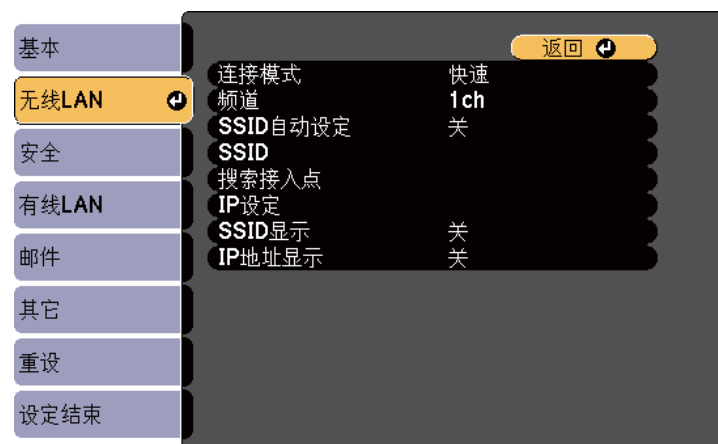 基本
无线LAN
安全
有线LAN
邮件
其它
重设
设定结束
返回
连接模式 快速
频道 1ch
SSID自动设定 关
SSID
搜索接入点
IP设定
SSID显示 关
IP地址显示 关